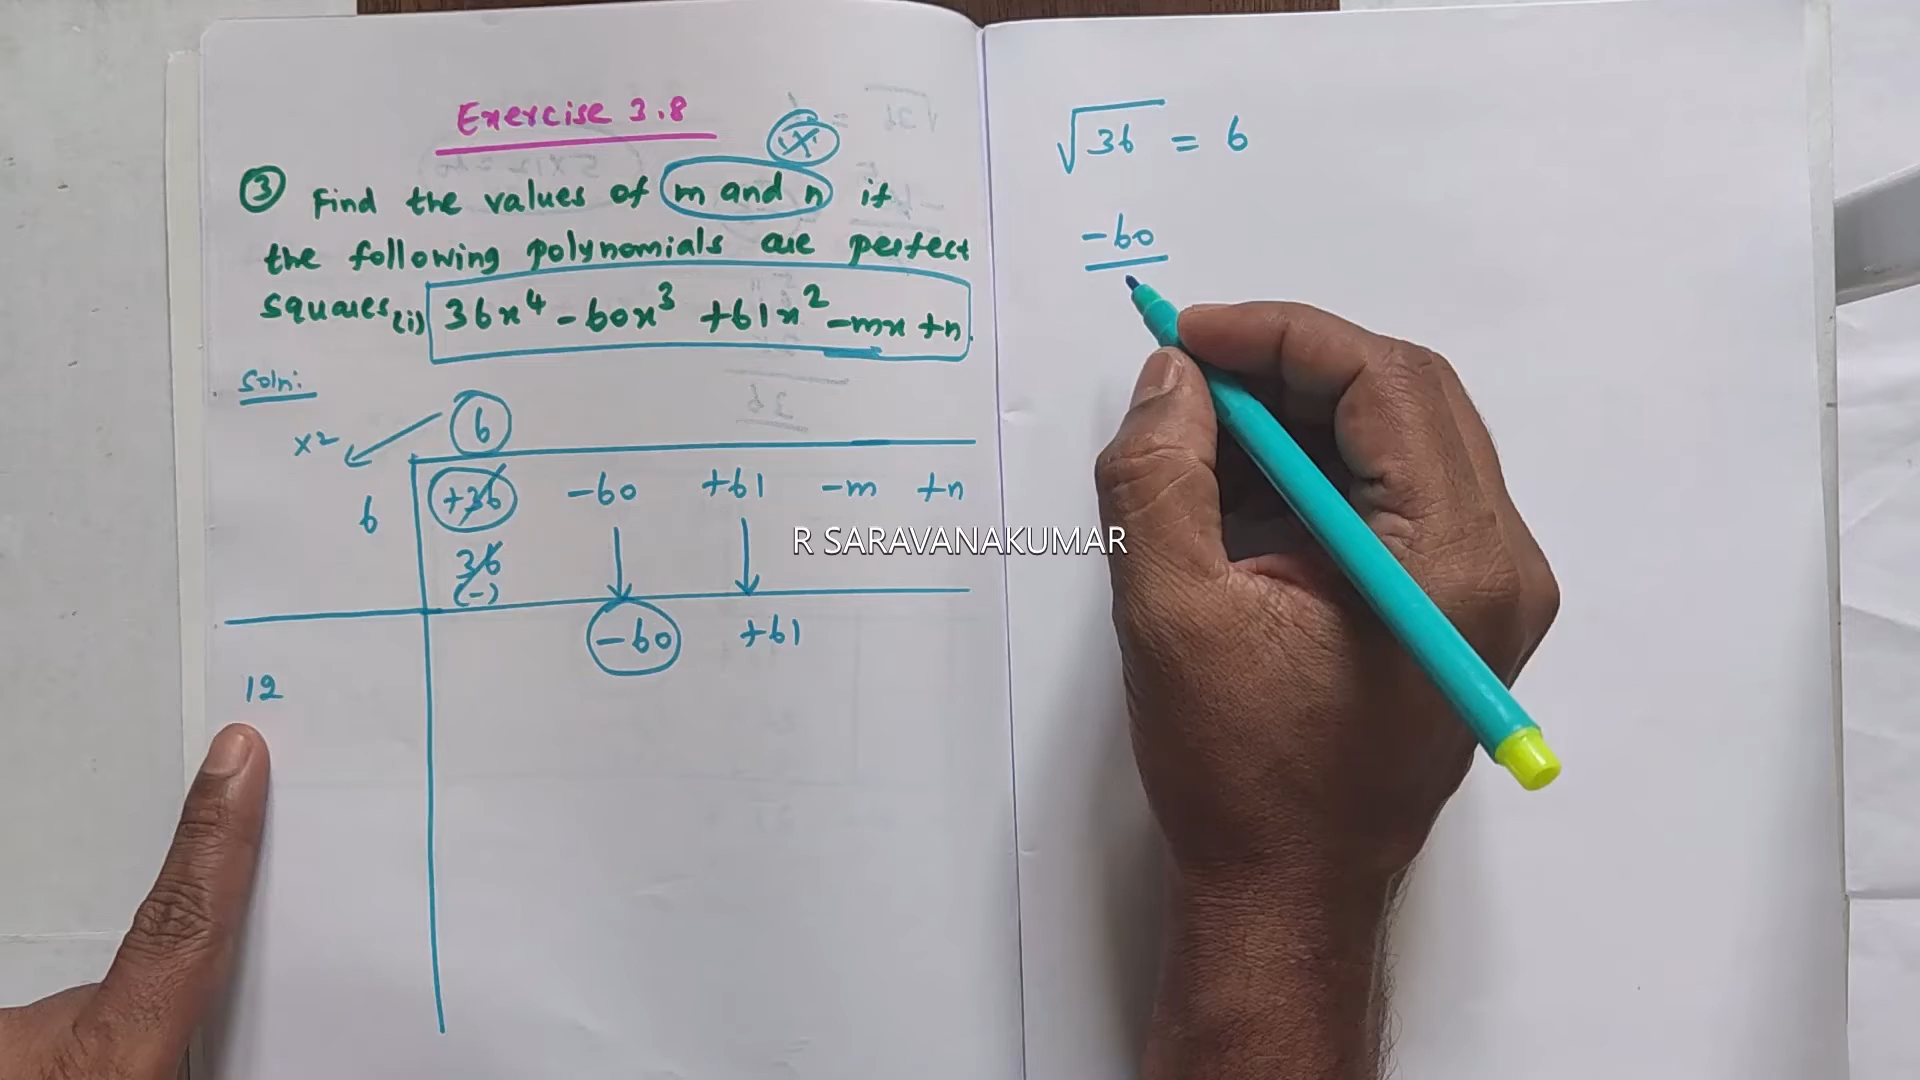 Exercise 3.8
③ Find the values of m and n if
the following polynomials are perfect
squares (i) 36x⁴ - 60x³ + 61x² - mx + n.
Soln:
x
×2
6
6
+36 -60 +61 -m +n
36
(-)
-60 +61
12
√36 = 6
-60
R SARAVANAKUMAR